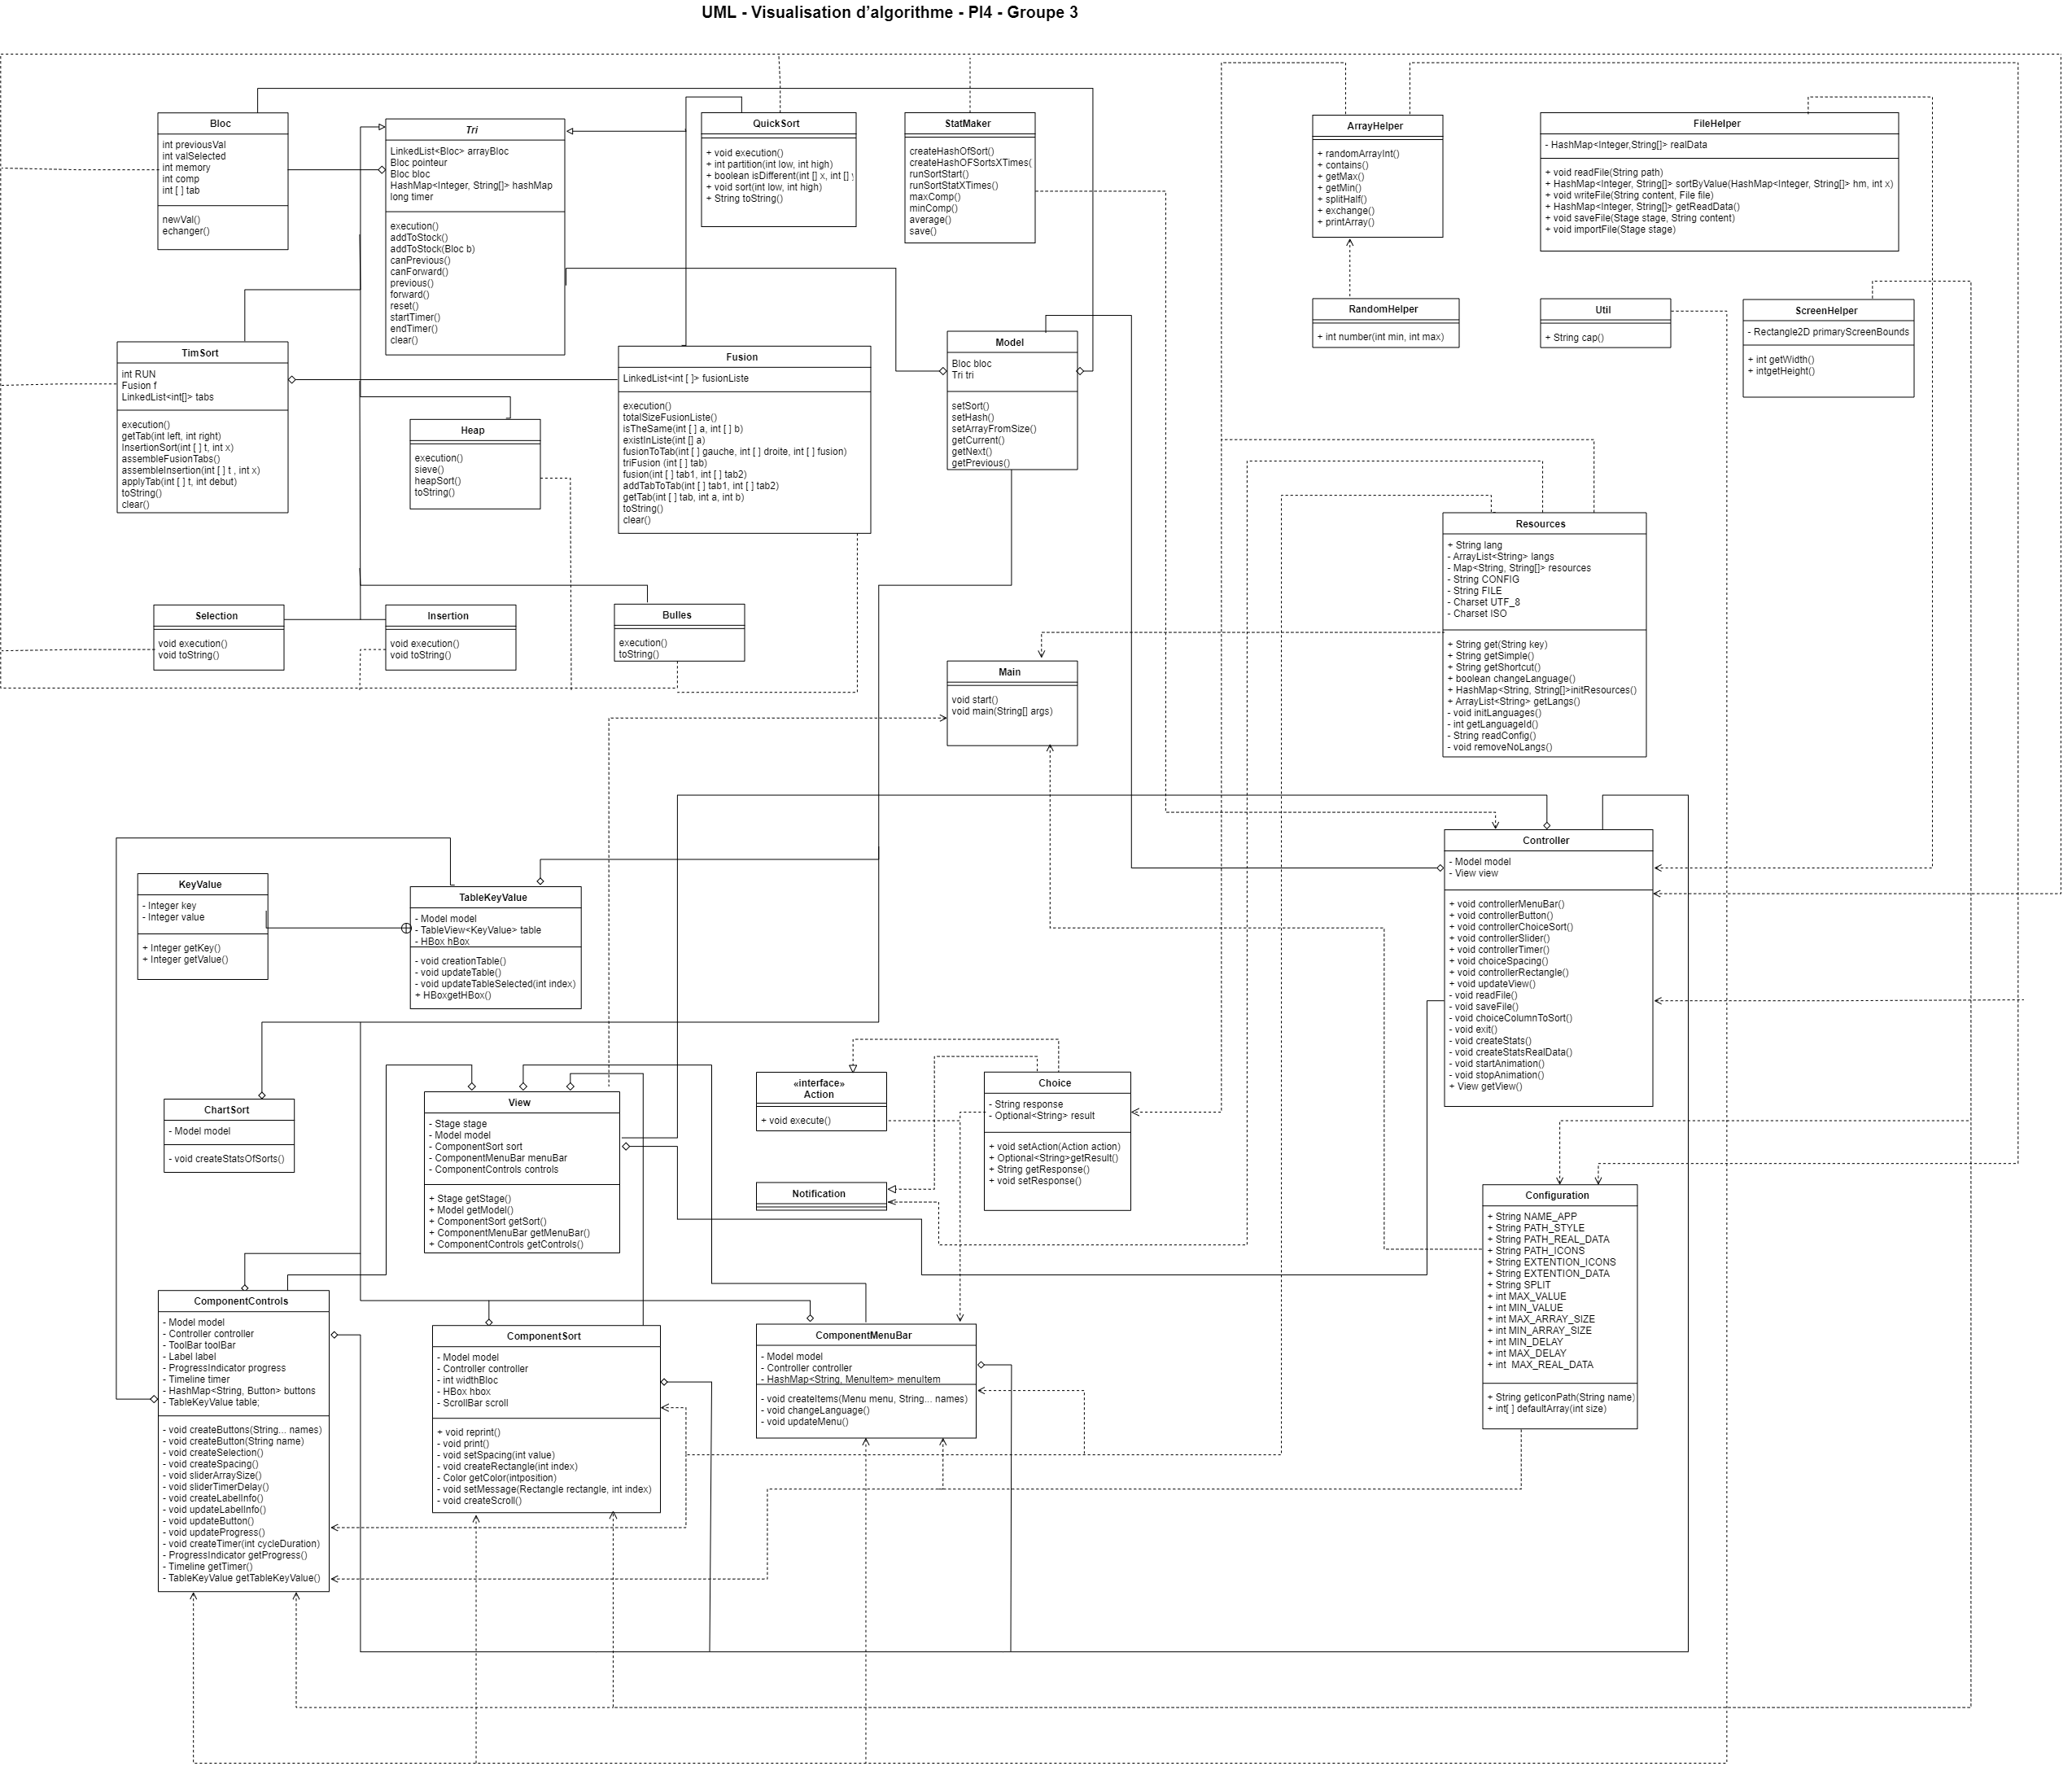 UML - Visualisation d'algorithme - PI4 - Groupe 3
Bloc
int previousVal
int valSelected
int memory
int comp
int [ ] tab
newVal()
echanger()
Tri
LinkedList<Bloc> arrayBloc
Bloc pointeur
Bloc bloc
HashMap<Integer, String[]> hashMap
long timer
execution()
addToStock()
addToStock(Bloc b)
canPrevious()
canForward()
previous()
forward()
reset()
startTimer()
endTimer()
clear()
QuickSort
+ void execution()
+ int partition(int low, int high)
+ boolean isDifferent(int [] x, int [] 
+ void sort(int low, int high)
+ String toString()
StatMaker
createHashOfSort()
createHashOFSortsXTimes(
runSortStart()
runSortStatXTimes()
maxComp()
minComp()
average()
save()
ArrayHelper
+ randomArrayInt()
+ contains()
+ getMax()
+ getMin()
+ splitHalf()
+ exchange()
+ printArray()
FileHelper
- HashMap<Integer,String[]> realData
+ void readFile(String path)
+ HashMap<Integer, String[]> sortByValue(HashMap<Integer, String[]> hm, int x)
+ void writeFile(String content, File file)
+ HashMap<Integer, String[]> getReadData()
+ void saveFile(Stage stage, String content)
+ void importFile(Stage stage)
RandomHelper
+ int number(int min, int max)
Util
+ String cap()
ScreenHelper
- Rectangle2D primaryScreenBounds
+ int getWidth()
+ intgetHeight()
TimSort
int RUN
Fusion f
LinkedList<int[]> tabs
execution()
getTab(int left, int right)
InsertionSort(int [ ] t, int x)
assembleFusionTabs()
assembleInsertion(int [ ] t , int x)
applyTab(int [ ] t, int debut)
toString()
clear()
Heap
execution()
sieve()
heapSort()
toString()
Fusion
LinkedList<int [ ]> fusionListe
execution()
totalSizeFusionListe()
isTheSame(int [ ] a, int [ ] b)
existInListe(int [] a)
fusionToTab(int [ ] gauche, int [ ] droite, int [ ] fusion)
triFusion (int [ ] tab)
fusion(int [ ] tab1, int [ ] tab2)
addTabToTab(int [ ] tab1, int [ ] tab2)
getTab(int [ ] tab, int a, int b)
toString()
clear()
Model
Bloc bloc
Tri tri
setSort()
setHash()
setArrayFromSize()
getCurrent()
getNext()
getPrevious()
Resources
+ String lang
- ArrayList<String> langs
- Map<String, String[]> resources
- String CONFIG
- String FILE
- Charset UTF_8
- Charset ISO
+ String get(String key)
+ String getSimple()
+ String getShortcut()
+ boolean changeLanguage()
+ HashMap<String, String[]>initResources()
+ ArrayList<String> getLangs()
- void initLanguages()
- int getLanguageId()
- String readConfig()
- void removeNoLangs()
Selection
void execution()
void toString()
Insertion
void execution()
void toString()
Bulles
execution()
toString()
Main
void start()
void main(String[] args)
Controller
- Model model
- View view
+ void controllerMenuBar()
+ void controllerButton()
+ void controllerChoiceSort()
+ void controllerSlider()
+ void controllerTimer()
+ void choiceSpacing()
+ void controllerRectangle()
+ void updateView()
- void readFile()
- void saveFile()
- void choiceColumnToSort()
- void exit()
- void createStats()
- void createStatsRealData()
- void startAnimation()
- void stopAnimation()
+ View getView()
KeyValue
- Integer key
- Integer value
+ Integer getKey()
+ Integer getValue()
TableKeyValue
- Model model
- TableView<KeyValue> table
- HBox hBox
- void creationTable()
- void updateTable()
- void updateTableSelected(int index)
+ HBoxgetHBox()
ChartSort
- Model model
- void createStatsOfSorts()
View
- Stage stage
- Model model
- ComponentSort sort
- ComponentMenuBar menuBar
- ComponentControls controls
+ Stage getStage()
+ Model getModel()
+ ComponentSort getSort()
+ ComponentMenuBar getMenuBar()
+ ComponentControls getControls()
«interface»
Action
+ void execute()
Notification
Choice
- String response
- Optional<String> result
+ void setAction(Action action)
+ Optional<String>getResult()
+ String getResponse()
+ void setResponse()
Configuration
+ String NAME_APP
+ String PATH_STYLE
+ String PATH_REAL_DATA
+ String PATH_ICONS
+ String EXTENTION_ICONS
+ String EXTENTION_DATA
+ String SPLIT
+ int MAX_VALUE
+ int MIN_VALUE
+ int MAX_ARRAY_SIZE
+ int MIN_ARRAY_SIZE
+ int MIN_DELAY
+ int MAX_DELAY
+ int  MAX_REAL_DATA
+ String getIconPath(String name)
+ int[ ] defaultArray(int size)
ComponentControls
- Model model
- Controller controller
- ToolBar toolBar
- Label label
- ProgressIndicator progress
- Timeline timer
- HashMap<String, Button> buttons
- TableKeyValue table;
- void createButtons(String... names)
- void createButton(String name)
- void createSelection()
- void createSpacing()
- void sliderArraySize()
- void sliderTimerDelay()
- void createLabelInfo()
- void updateLabelInfo()
- void updateButton()
- void updateProgress()
- void createTimer(int cycleDuration)
- ProgressIndicator getProgress()
- Timeline getTimer()
- TableKeyValue getTableKeyValue()
ComponentSort
- Model model
- Controller controller
- int widthBloc
- HBox hbox
- ScrollBar scroll
+ void reprint()
- void print()
- void setSpacing(int value)
- void createRectangle(int index)
- Color getColor(intposition)
- void setMessage(Rectangle rectangle, int index)
- void createScroll()
ComponentMenuBar
- Model model
- Controller controller
- HashMap<String, MenuItem> menuItem
- void createItems(Menu menu, String... names)
- void changeLanguage()
- void updateMenu()